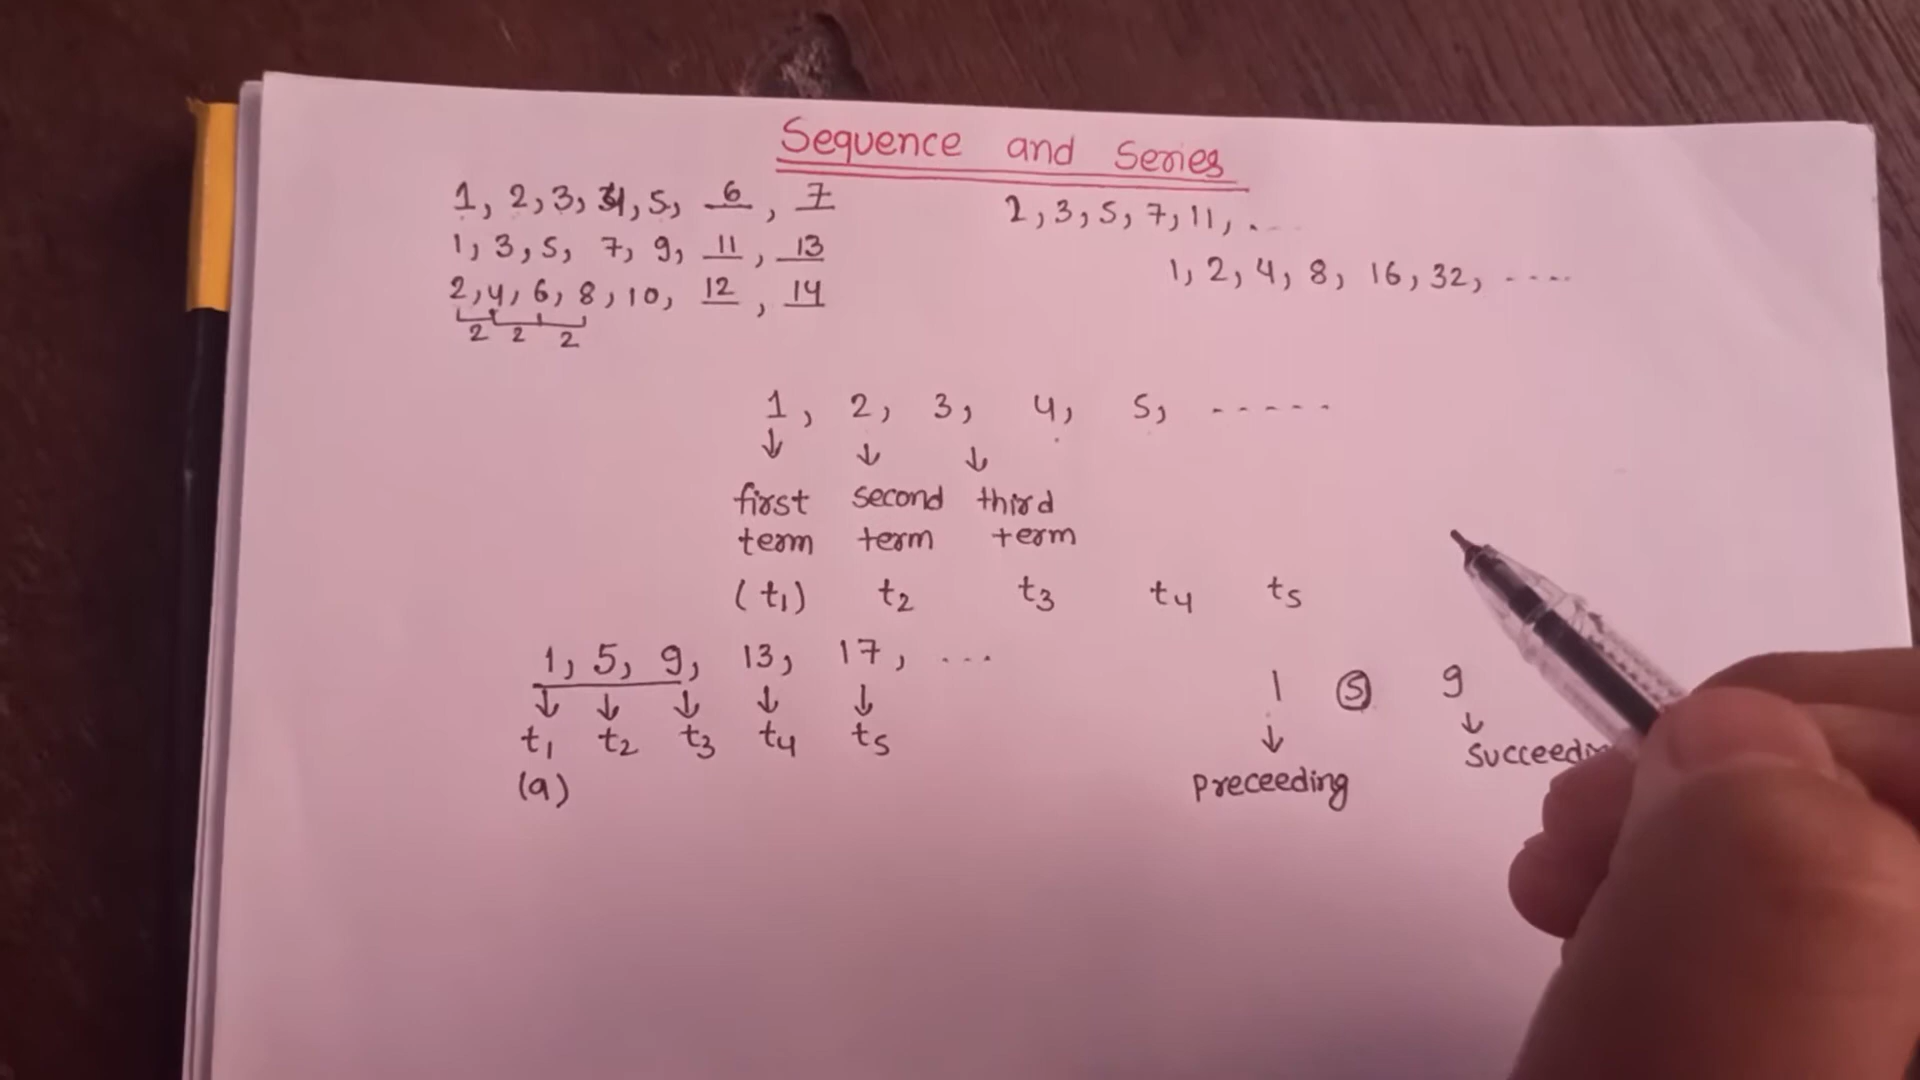 Sequence and Series
1, 2, 3, 4, 5, 6, 7
2, 3, 5, 7, 11, ..
1, 3, 5, 7, 9, 11, 13
1, 2, 4, 8, 16, 32, ....
2, 4, 6, 8, 10, 12, 14
2 2 2
1, 2, 3, 4, 5, .....
↓ ↓ ↓
first second third
term term term
(t1) t2 t3 t4 t5
1, 5, 9, 13, 17, ...
1 5 9
↓ ↓ ↓ ↓ ↓
↓ ↓
t1 t2 t3 t4 t5
(a)
preceeding